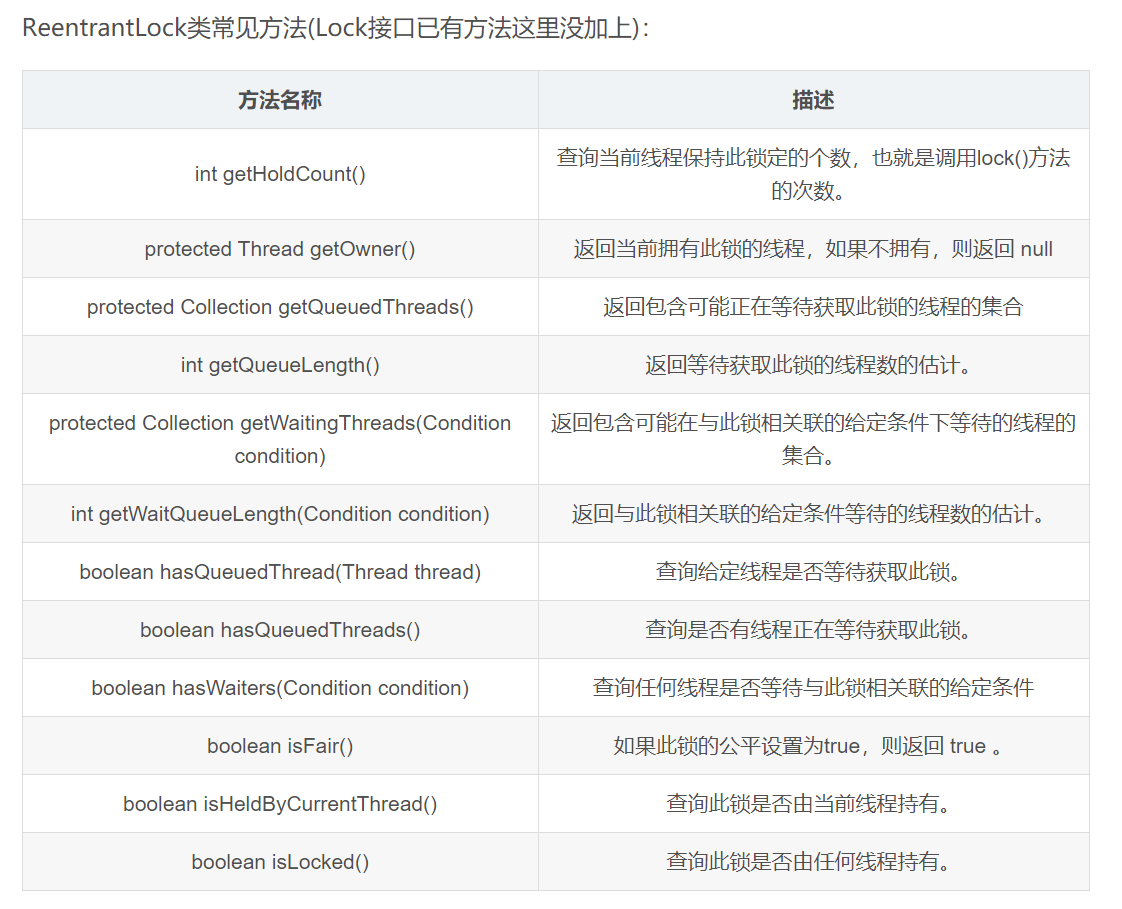 ReentrantLock类常见方法(Lock接口已有方法这里没加上)：
方法名称
描述
int getHoldCount()
查询当前线程保持此锁定的个数，也就是调用lock()方法
的次数。
protected Thread getOwner()
返回当前拥有此锁的线程，如果不拥有，则返回 null
protected Collection getQueuedThreads()
返回包含可能正在等待获取此锁的线程的集合
int getQueueLength()
返回等待获取此锁的线程数的估计。
protected Collection getWaitingThreads(Condition
condition)
返回包含可能在与此锁相关联的给定条件下等待的线程的
集合。
int getWaitQueueLength(Condition condition)
返回与此锁相关联的给定条件等待的线程数的估计。
boolean hasQueuedThread(Thread thread)
查询给定线程是否等待获取此锁。
boolean hasQueuedThreads()
查询是否有线程正在等待获取此锁。
boolean hasWaiters(Condition condition)
查询任何线程是否等待与此锁相关联的给定条件
boolean isFair()
如果此锁的公平设置为true，则返回 true 。
boolean isHeldByCurrentThread()
查询此锁是否由当前线程持有。
boolean isLocked()
查询此锁是否由任何线程持有。